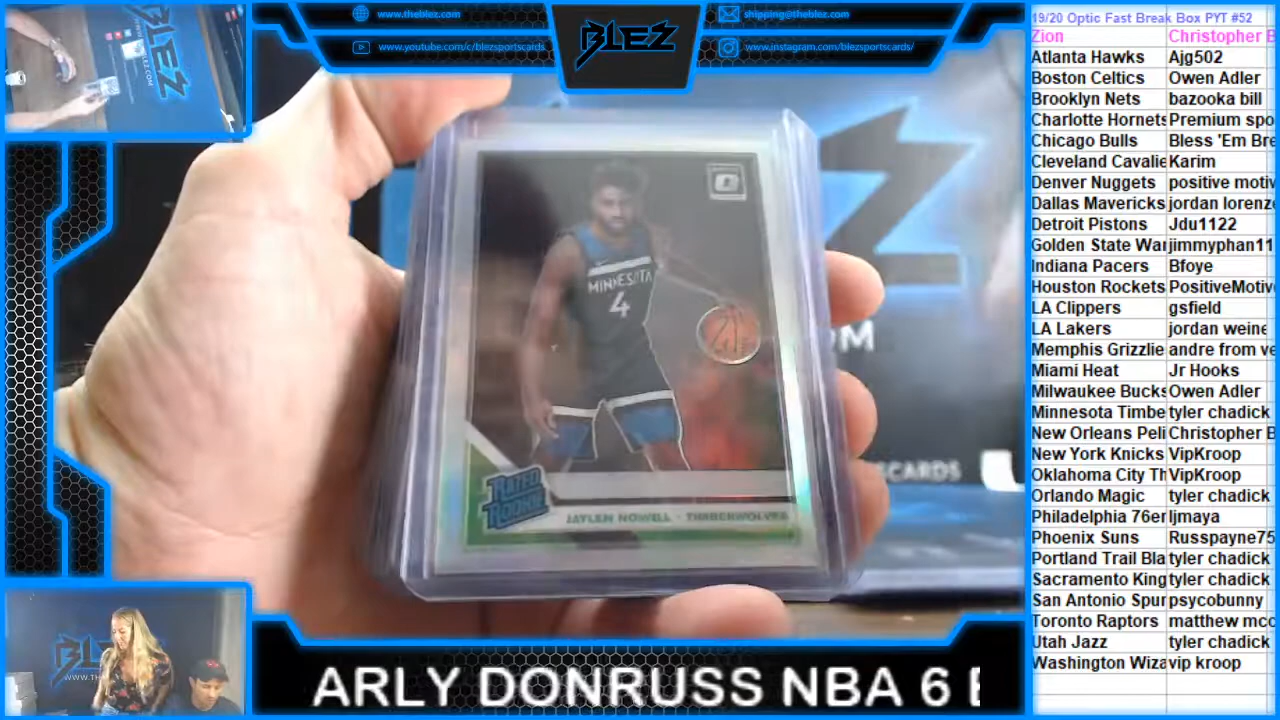 www.theblez.com
shipping@theblez.com
www.youtube.com/c/blezsportscards
www.instagram.com/blezsportscards/
BLEZ
19/20 Optic Fast Break Box PYT #52
Zion Christopher B
Atlanta Hawks Ajg502
Boston Celtics Owen Adler
Brooklyn Nets bazooka bill
Charlotte Hornets Premium spo
Chicago Bulls Bless 'Em Bre
Cleveland Cavalie Karim
Denver Nuggets positive motiv
Dallas Mavericks jordan lorenz
Detroit Pistons Jdu1122
Golden State War jimmyphan11
Indiana Pacers Bfoye
Houston Rockets PositiveMotiv
LA Clippers gsfield
LA Lakers jordan weine
Memphis Grizzlie andre from ve
Miami Heat Jr Hooks
Milwaukee Bucks Owen Adler
Minnesota Timbe tyler chadick
New Orleans Peli Christopher B
New York Knicks VipKroop
Oklahoma City Th VipKroop
Orlando Magic tyler chadick
Philadelphia 76er ljmaya
Phoenix Suns Russpayne75
Portland Trail Bla tyler chadick
Sacramento King tyler chadick
San Antonio Spur psycobunny
Toronto Raptors matthew mcc
Utah Jazz tyler chadick
Washington Wiza vip kroop
MINNESOTA
4
RATED
ROOKIE
JAYLEN NOWELL - TIMBERWOLVES
OM
SCARDS
BLEZ
ARLY DONRUSS NBA 6